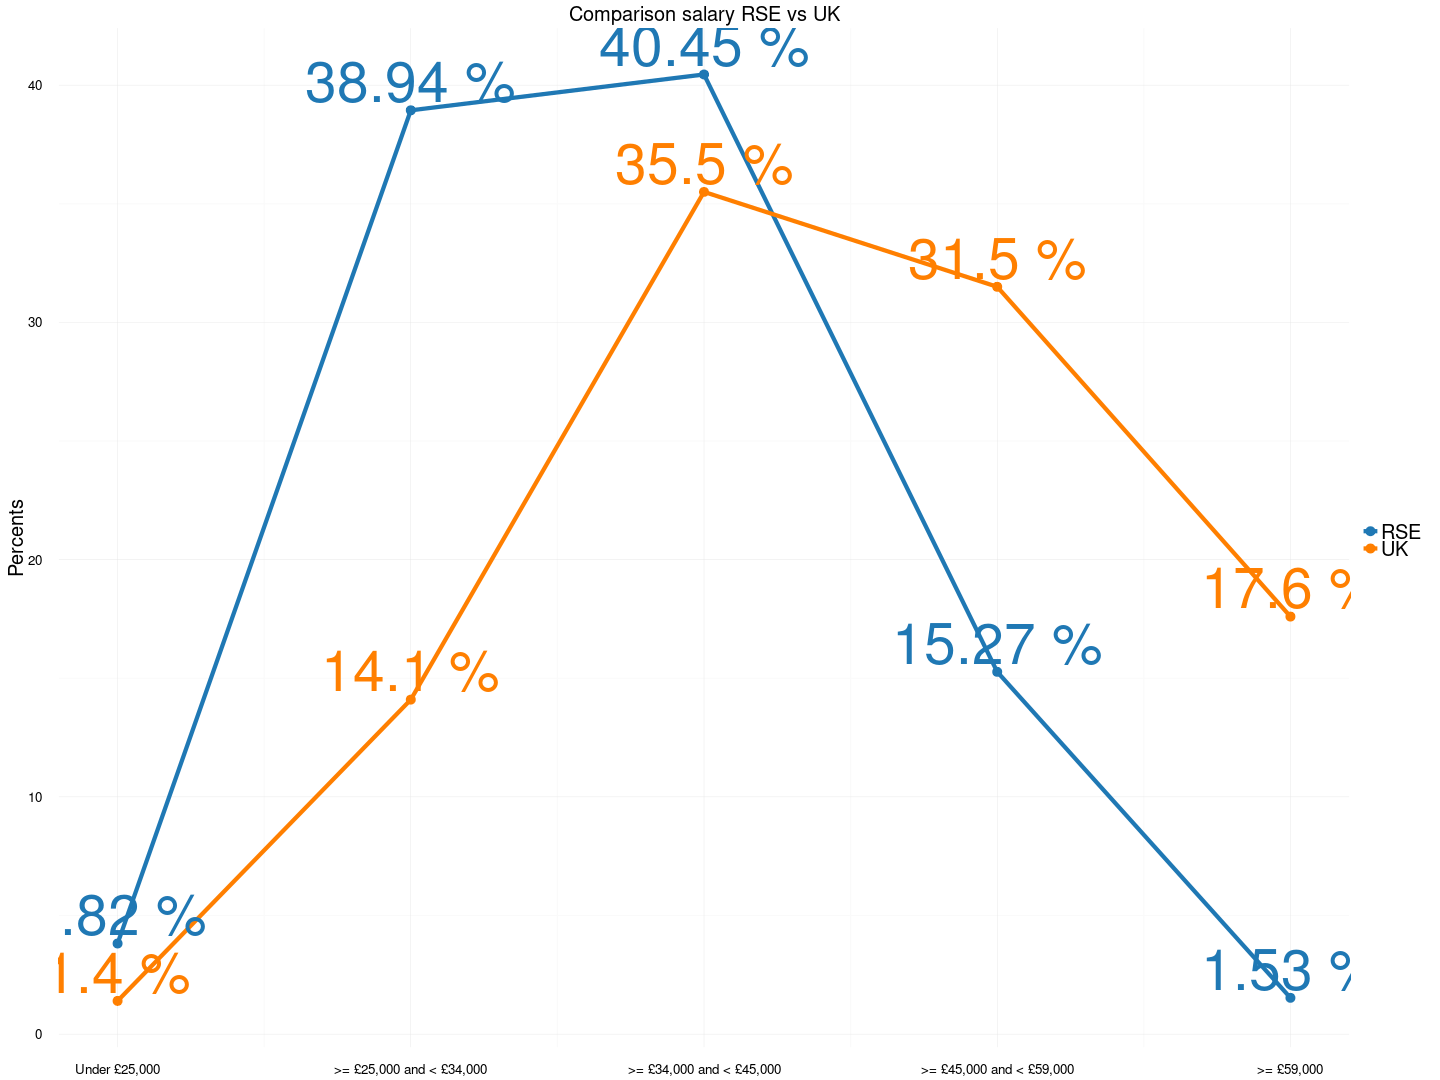 Comparison salary RSE vs UK
40.45 %
38.94 %
40
35.5 %
31.5 %
30
Percents
RSE
UK
20
17.6 %
15.27 %
14.1 %
10
.82 %
1.4 %
1.53 %
0
Under £25,000
>= £25,000 and < £34,000
>= £34,000 and < £45,000
>= £45,000 and < £59,000
>= £59,000